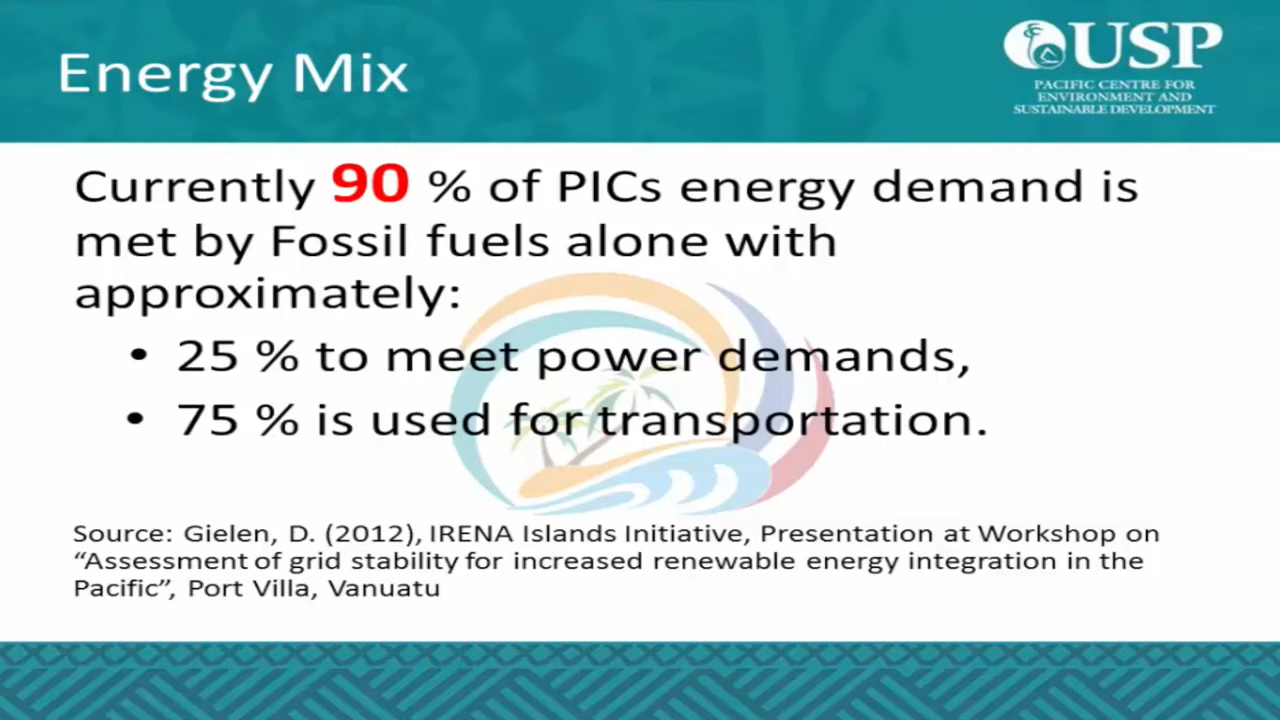 Energy Mix
USP
PACIFIC CENTRE FOR
ENVIRONMENT AND
SUSTAINABLE DEVELOPMENT
Currently 90 % of PICs energy demand is
met by Fossil fuels alone with
approximately:
• 25 % to meet power demands,
• 75 % is used for transportation.
Source: Gielen, D. (2012), IRENA Islands Initiative, Presentation at Workshop on
“Assessment of grid stability for increased renewable energy integration in the
Pacific”, Port Villa, Vanuatu